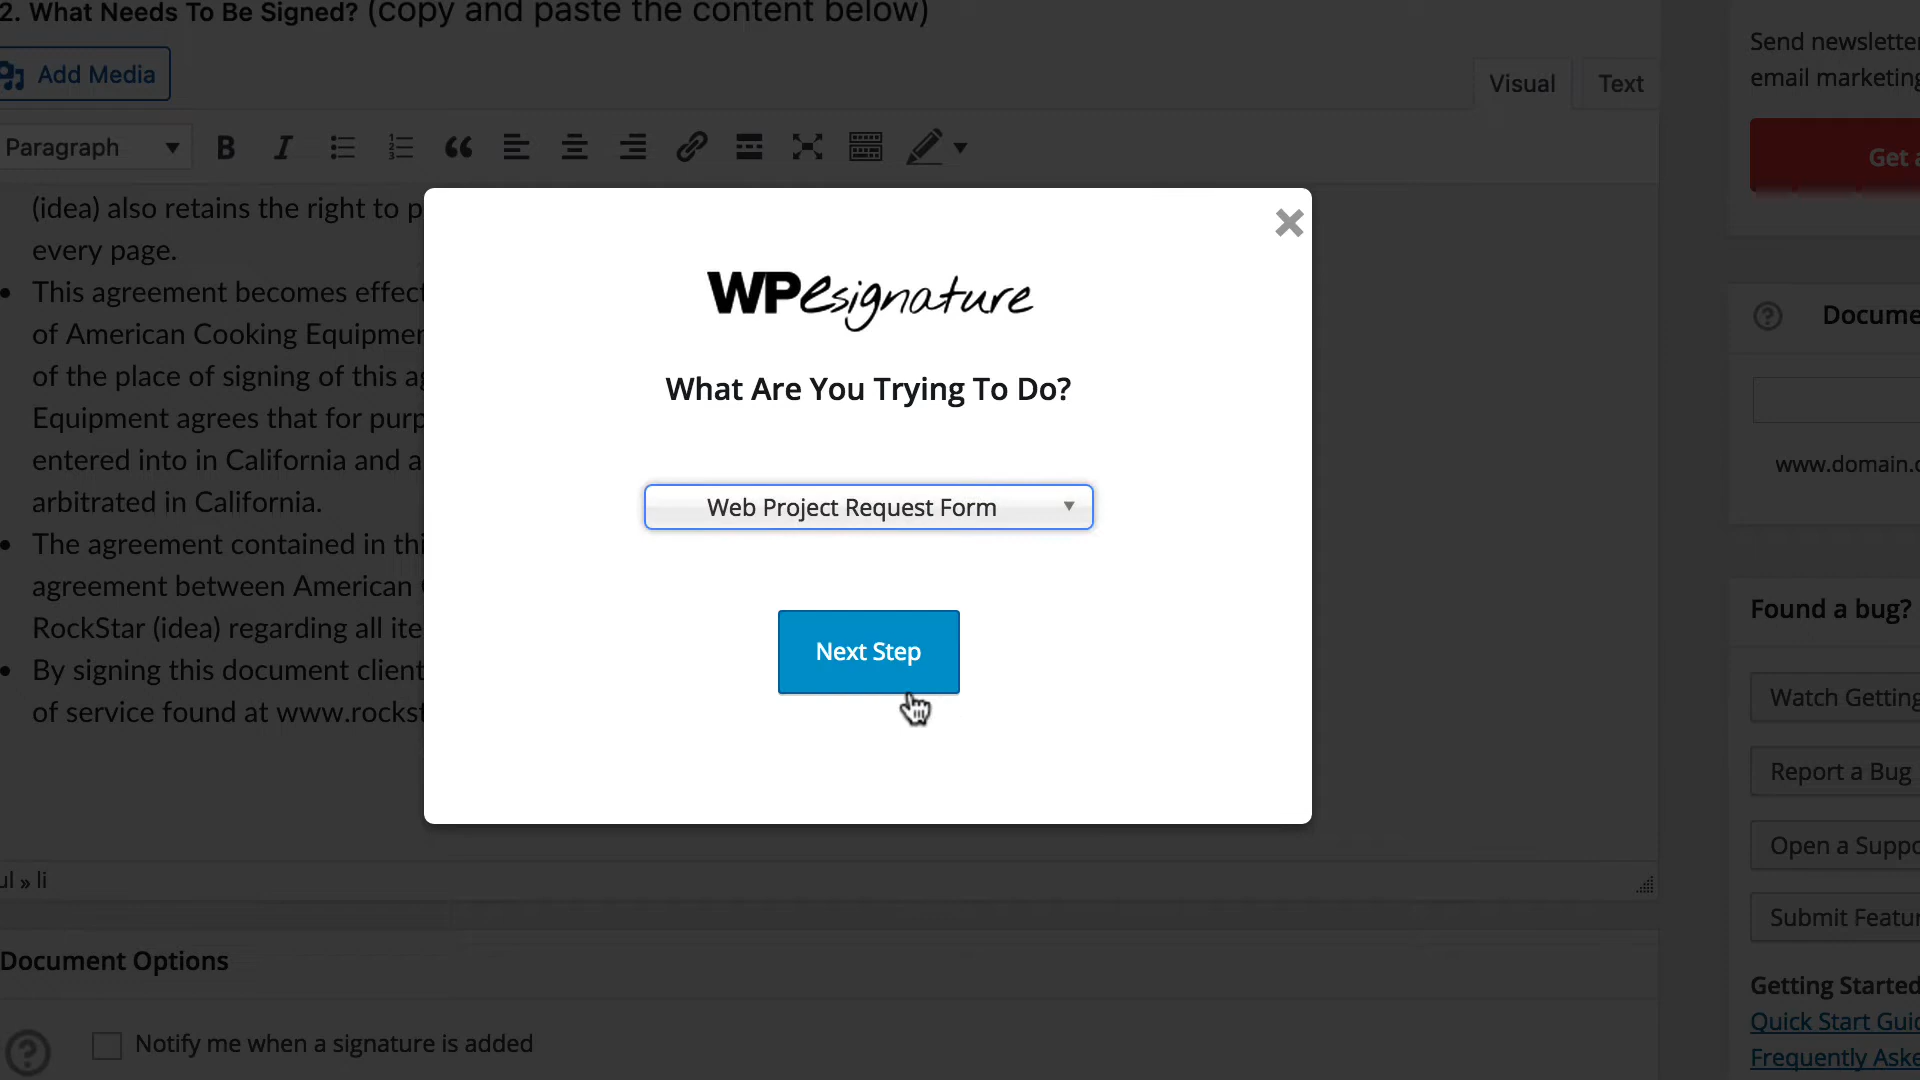 2. What Needs To Be Signed? (copy and paste the content below)
Add Media
Visual
Text
Paragraph
(idea) also retains the right to p
every page.
This agreement becomes effect
of American Cooking Equipmer
of the place of signing of this ag
Equipment agrees that for purp
entered into in California and a
arbitrated in California.
The agreement contained in thi
agreement between American
RockStar (idea) regarding all ite
By signing this document client
of service found at www.rockst
ul » li
Document Options
Notify me when a signature is added
WPesignature
What Are You Trying To Do?
Web Project Request Form
Next Step
Send newsletter
email marketing
Get a
Docume
www.domain.c
Found a bug?
Watch Getting
Report a Bug
Open a Suppo
Submit Featur
Getting Started
Quick Start Guid
Frequently Aske